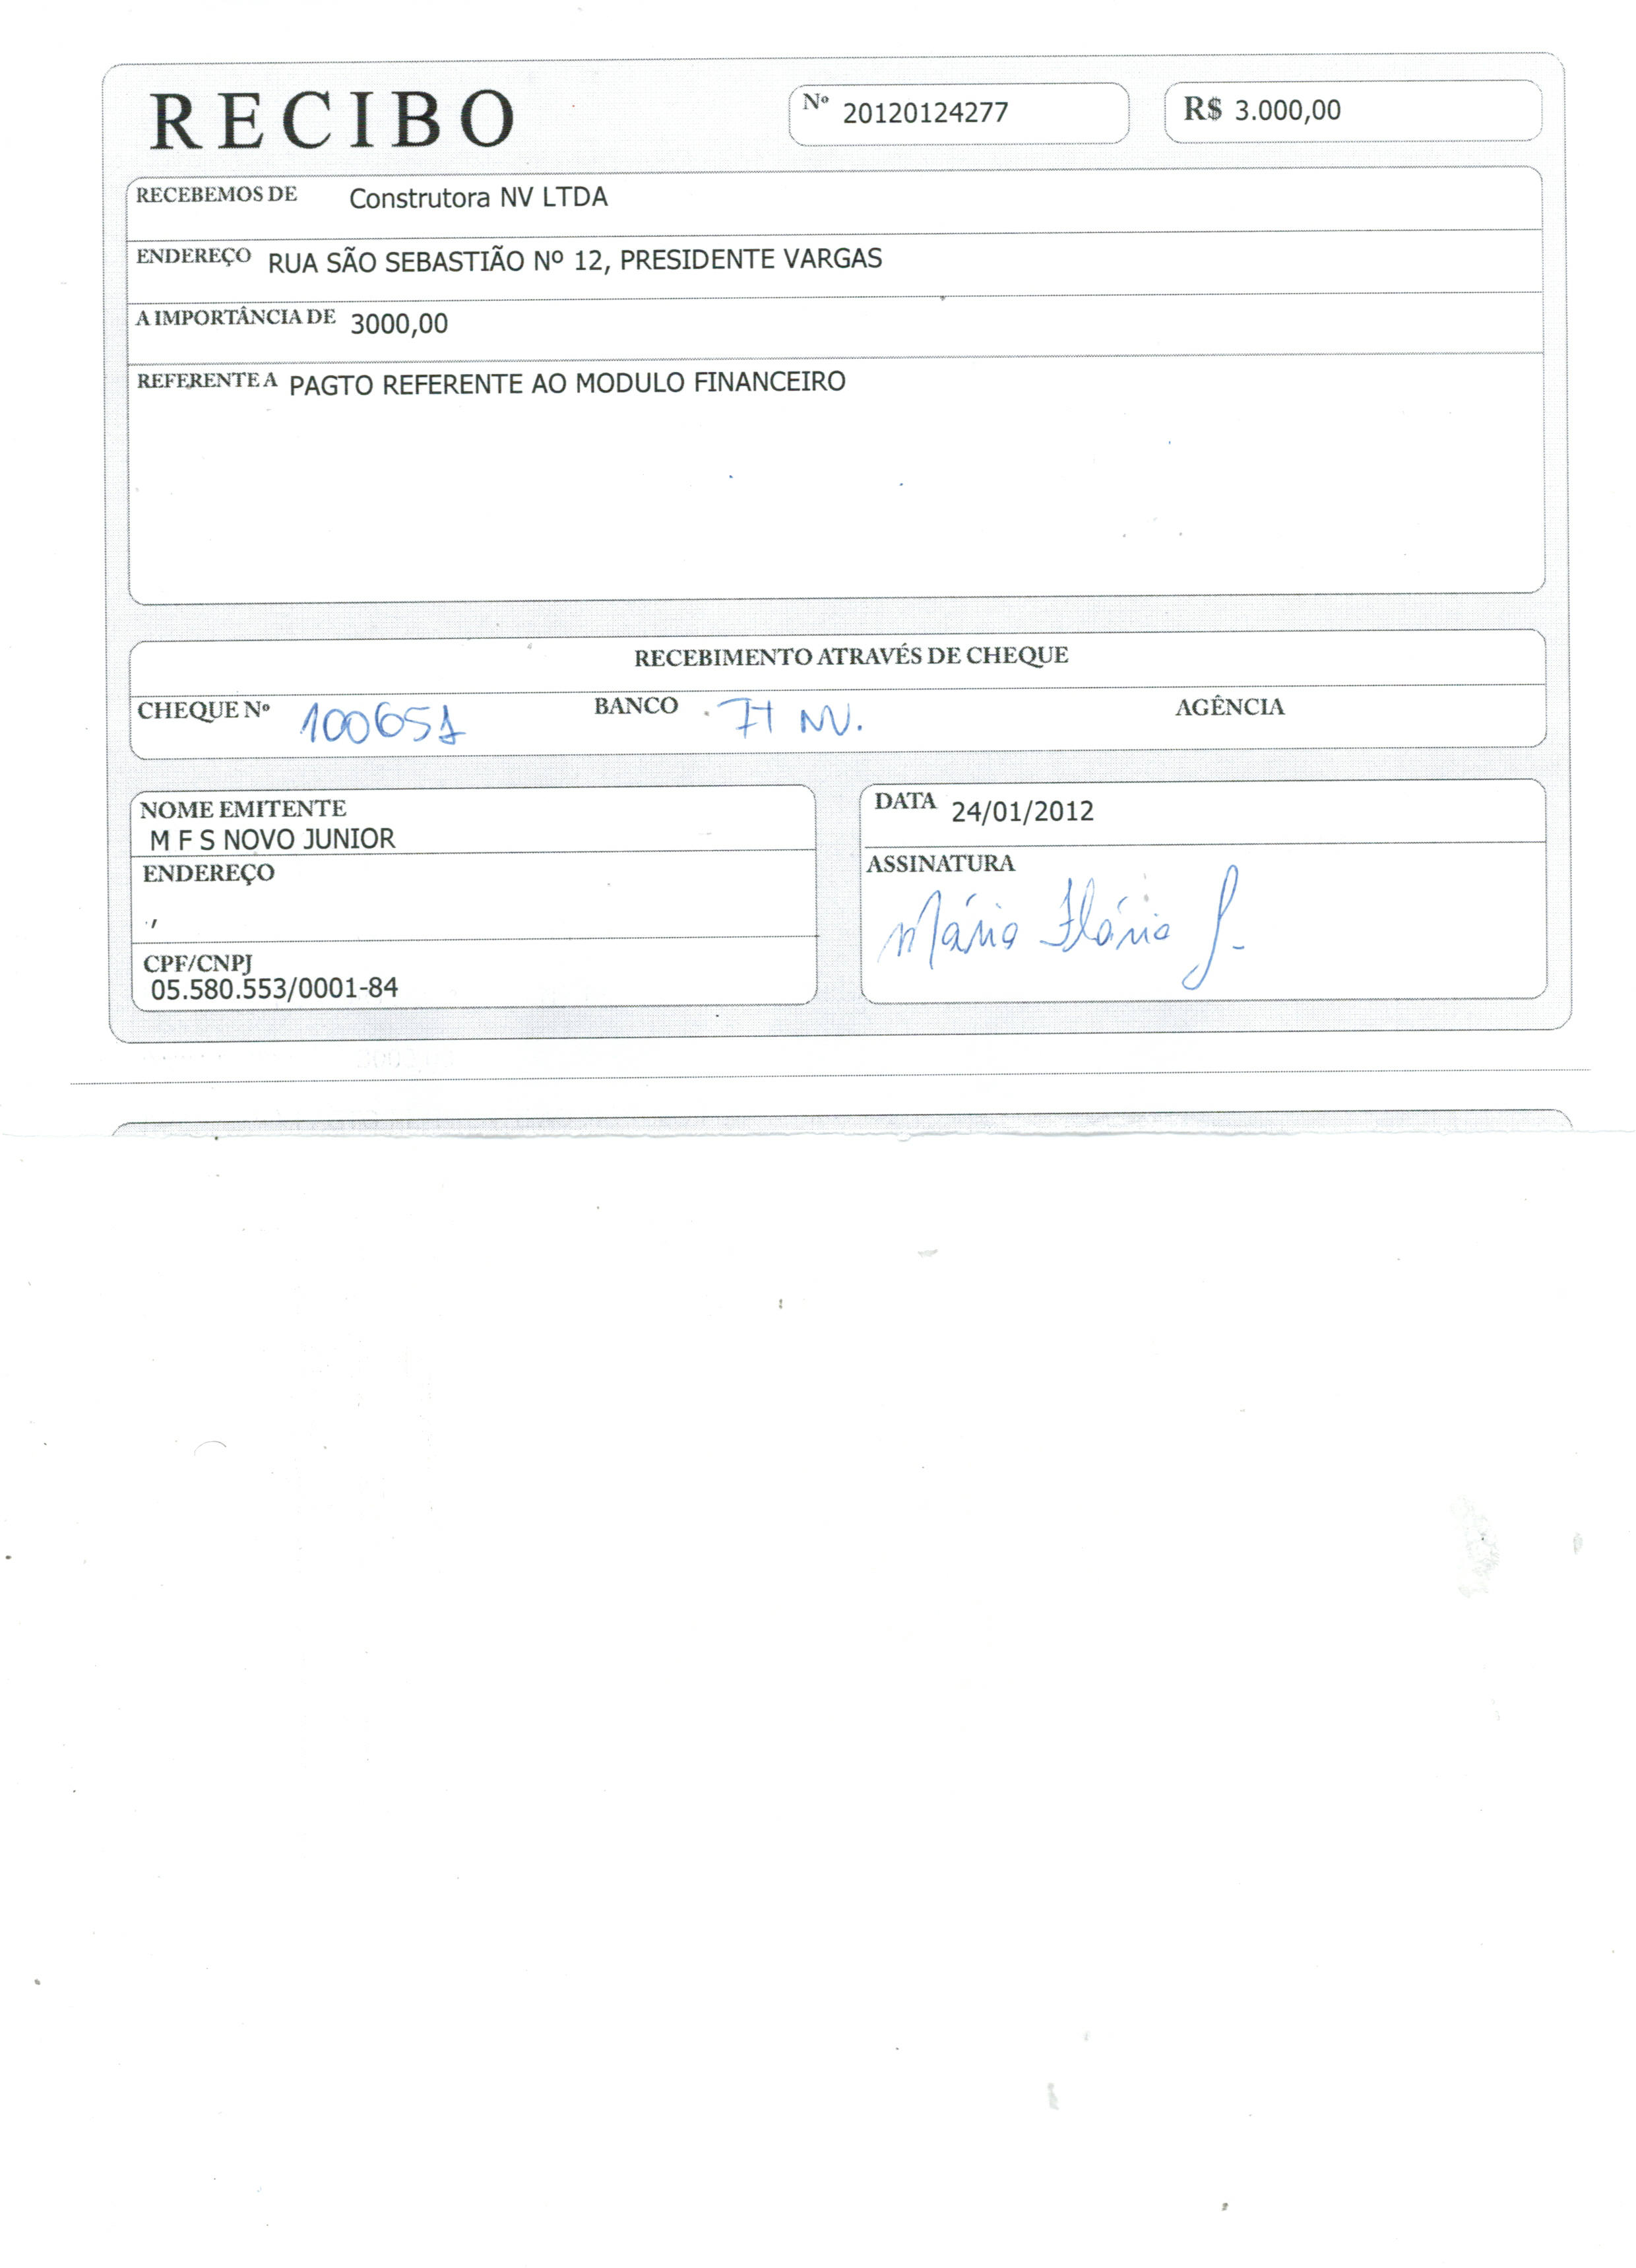 RECIBO
Nº 20120124277
R$ 3.000,00
RECEBEMOS DE Construtora NV LTDA
ENDEREÇO RUA SÃO SEBASTIÃO Nº 12, PRESIDENTE VARGAS
A IMPORTÂNCIA DE 3000,00
REFERENTE A PAGTO REFERENTE AO MODULO FINANCEIRO
RECEBIMENTO ATRAVÉS DE CHEQUE
CHEQUE Nº 100651 BANCO NV. AGÊNCIA
NOME EMITENTE
M F S NOVO JUNIOR
ENDEREÇO
,
CPF/CNPJ
05.580.553/0001-84
DATA 24/01/2012
ASSINATURA
Mário Flávio J.